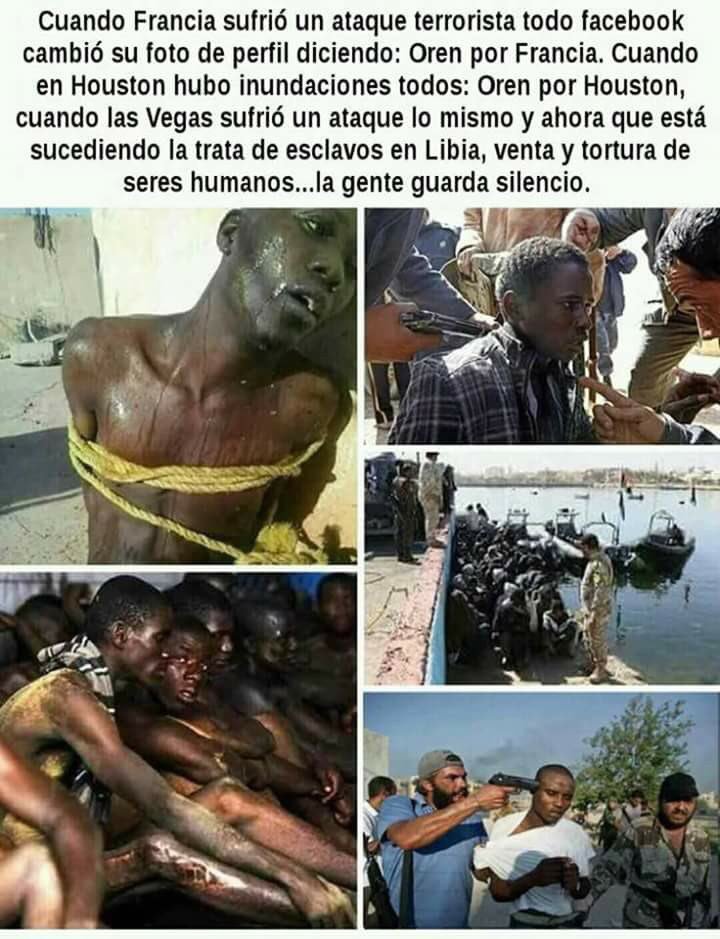 Cuando Francia sufrió un ataque terrorista todo facebook
cambió su foto de perfil diciendo: Oren por Francia. Cuando
en Houston hubo inundaciones todos: Oren por Houston,
cuando las Vegas sufrió un ataque lo mismo y ahora que está
sucediendo la trata de esclavos en Libia, venta y tortura de
seres humanos...la gente guarda silencio.